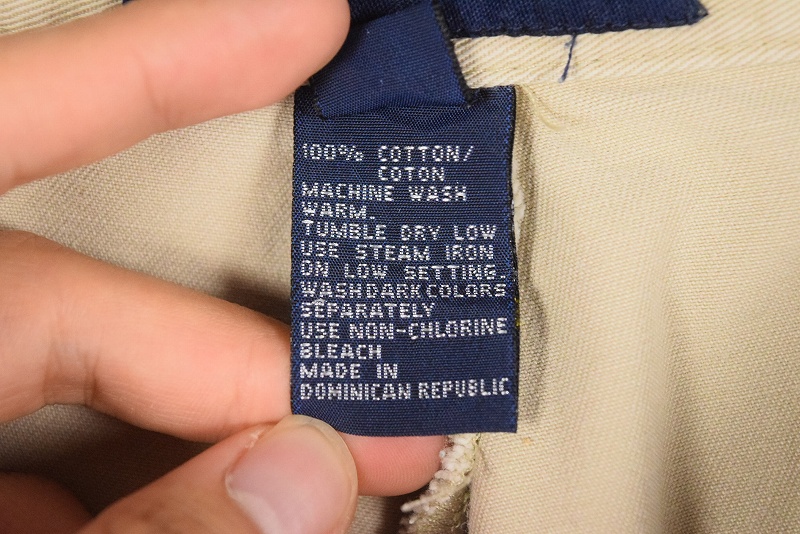 100% COTTON/
COTON
MACHINE WASH
WARM.
TUMBLE DRY LOW
USE STEAM IRON
ON LOW SETTING.
WASH DARK COLORS
SEPARATELY
USE NON-CHLORINE
BLEACH
MADE IN
DOMINICAN REPUBLIC